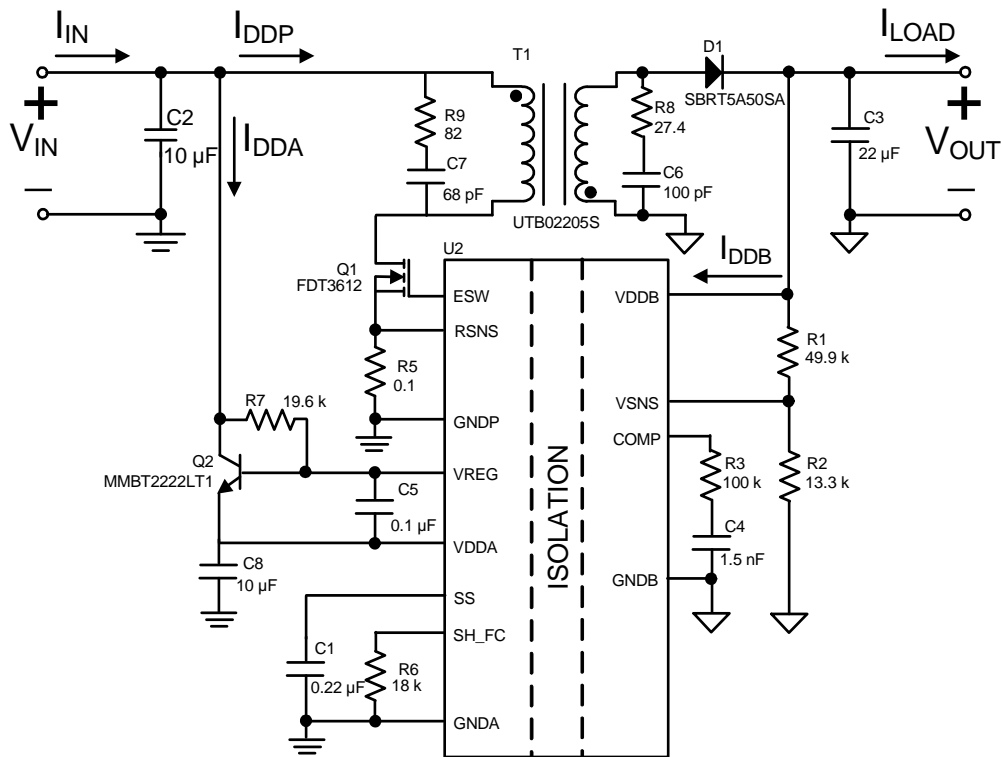 I_IN
I_DDP
T1
D1
I_LOAD
SBRT5A50SA
+
V_IN
–
C2
10 µF
I_DDA
R9
82
C7
68 pF
R8
27.4
C6
100 pF
C3
22 µF
+
V_OUT
–
UTB02205S
U2
I_DDB
Q1
FDT3612
ESW
VDDB
RSNS
R1
49.9 k
R5
0.1
R7
19.6 k
VSNS
GNDP
COMP
Q2
MMBT2222LT1
VREG
R3
100 k
R2
13.3 k
C5
0.1 µF
ISOLATION
C4
1.5 nF
VDDA
C8
10 µF
GNDB
SS
SH_FC
C1
0.22 µF
R6
18 k
GNDA